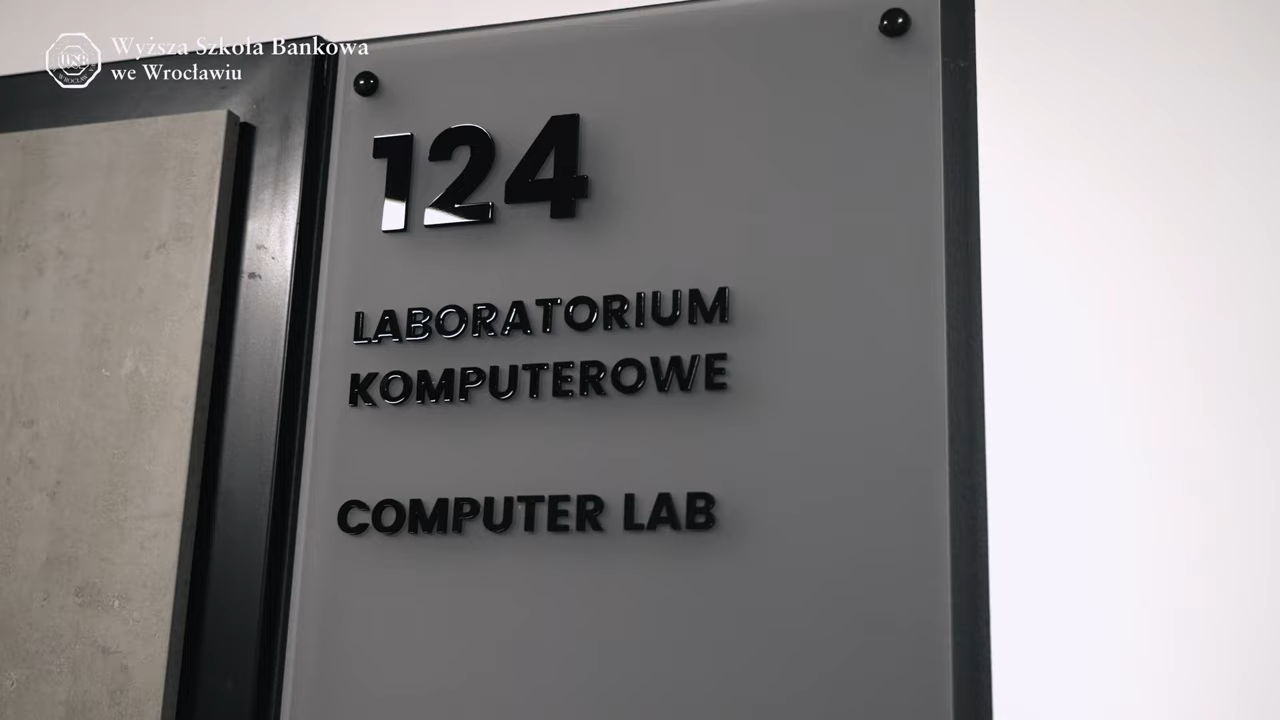 Wyższa Szkoła Bankowa
we Wrocławiu
124
LABORATORIUM
KOMPUTEROWE
COMPUTER LAB